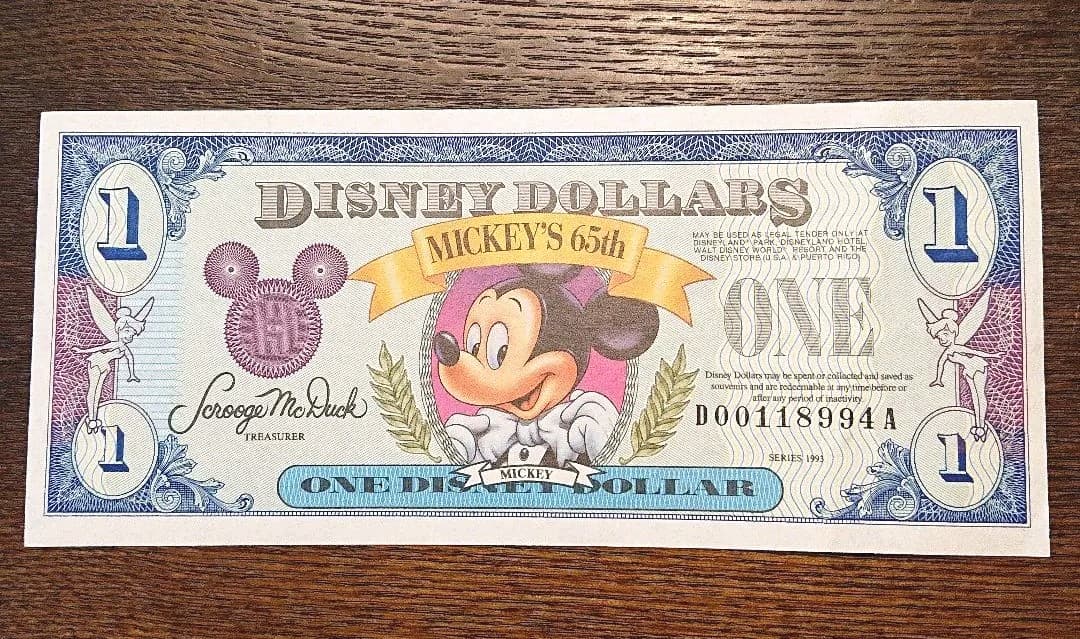 1
1
DISNEY DOLLARS
MICKEY'S 65th
MAY BE USED AS LEGAL TENDER ONLY AT
DISNEYLAND® PARK, DISNEYLAND HOTEL,
WALT DISNEY WORLD® RESORT AND THE
DISNEY STORE (U.S.A. & PUERTO RICO)
ONE
Disney Dollars may be spent or collected and saved as
souvenirs and are redeemable at any time before or
after any period of inactivity.
D00118994A
Scrooge McDuck
TREASURER
SERIES 1993
1
1
MICKEY
ONE DISNEY DOLLAR